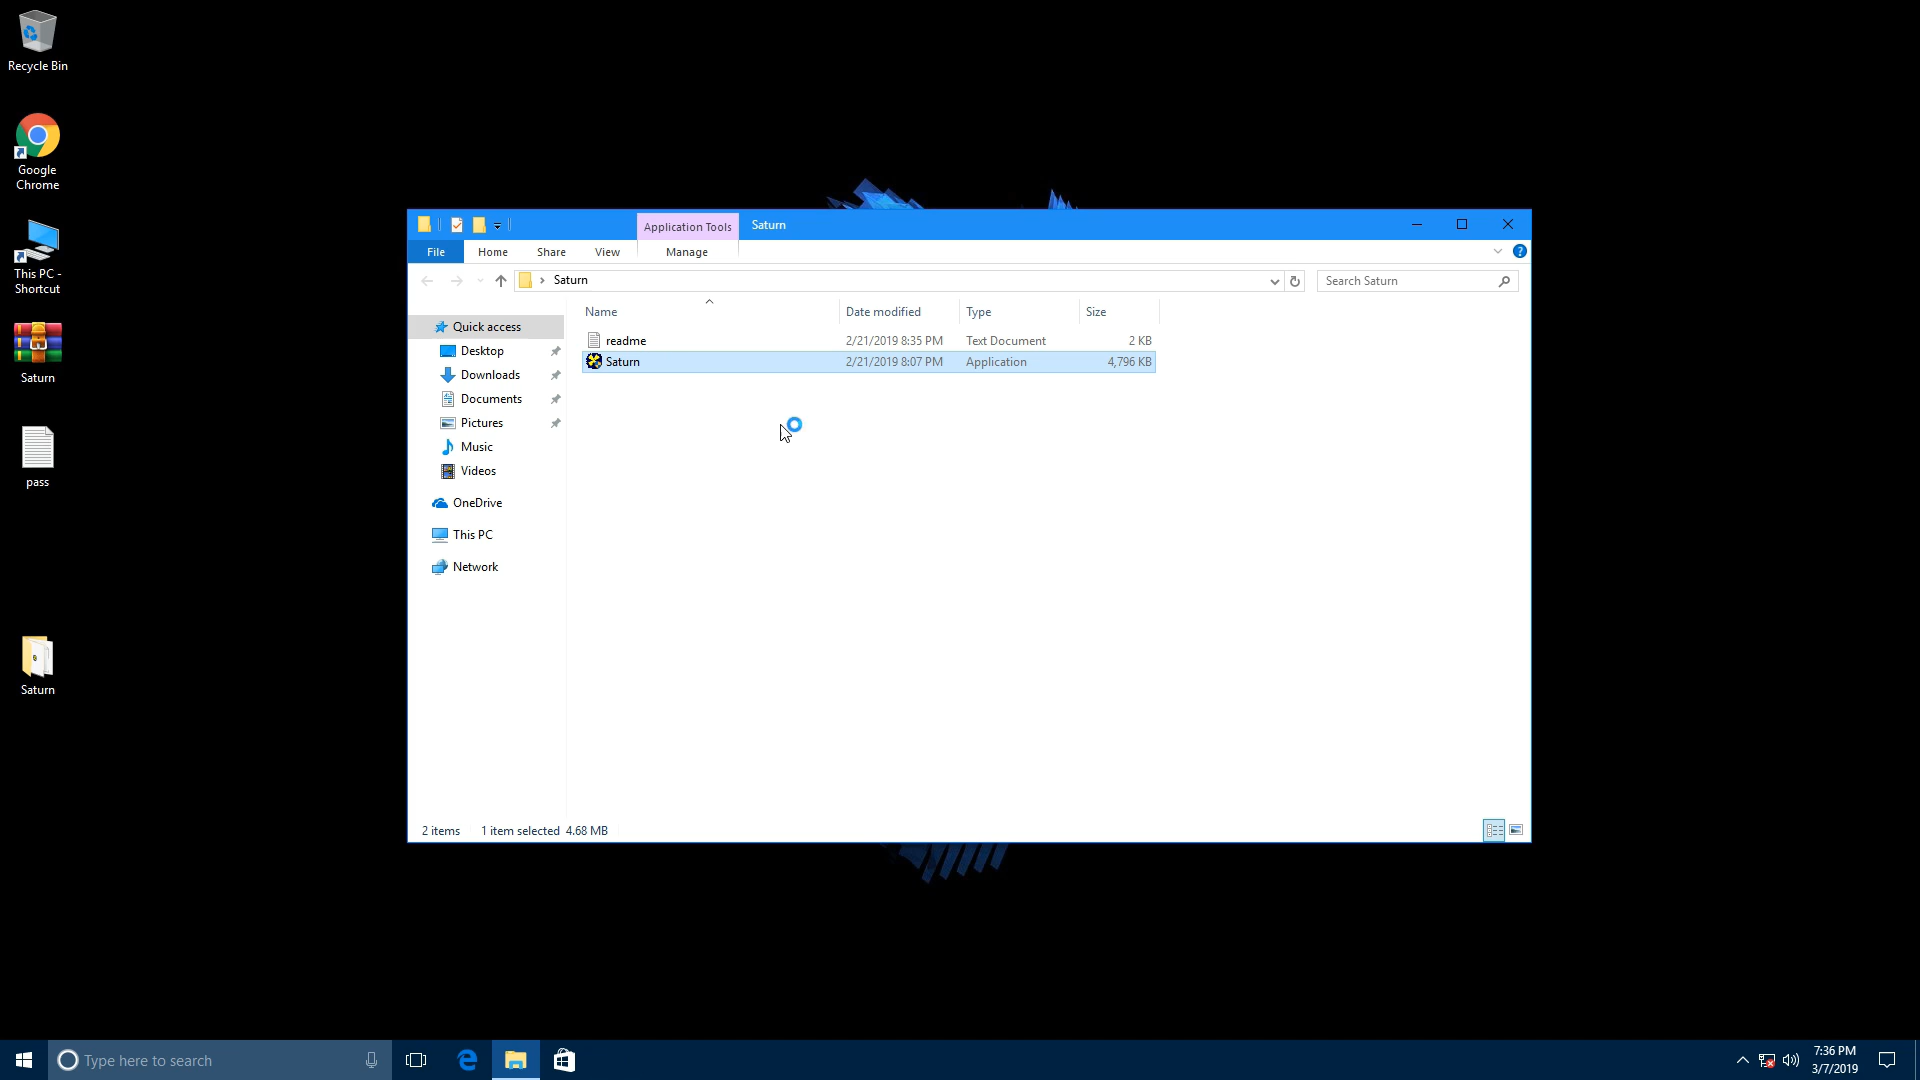 Recycle Bin
Google
Chrome
This PC -
Shortcut
Saturn
pass
Saturn
Application Tools
Saturn
File
Home
Share
View
Manage
Saturn
Search Saturn
Quick access
Desktop
Downloads
Documents
Pictures
Music
Videos
OneDrive
This PC
Network
Name Date modified Type Size
readme 2/21/2019 8:35 PM Text Document 2 KB
Saturn 2/21/2019 8:07 PM Application 4,796 KB
2 items 1 item selected 4.68 MB
Type here to search
7:36 PM
3/7/2019